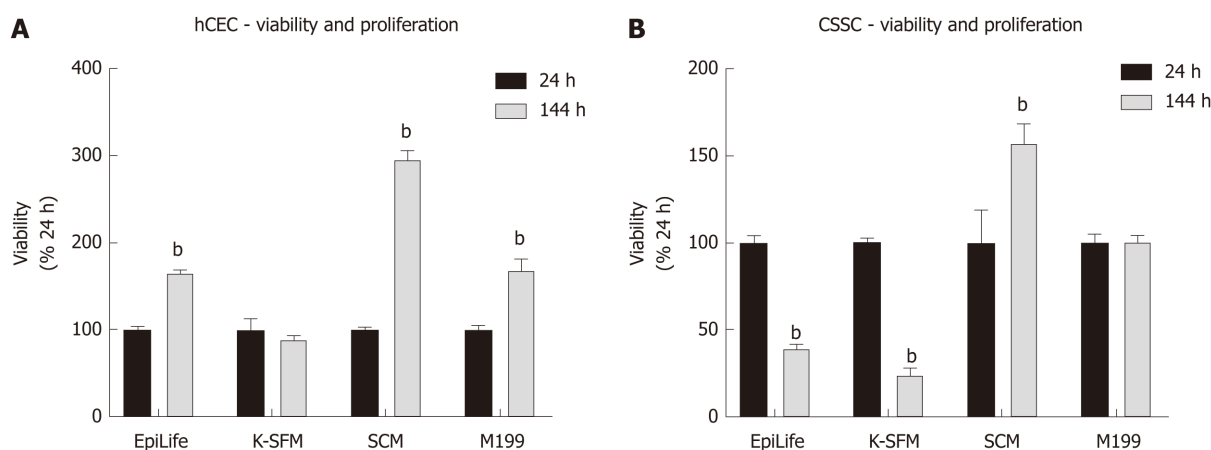 A
hCEC - viability and proliferation
24 h
144 h
Viability
(% 24 h)
400
300
200
100
0
b
b
b
EpiLife
K-SFM
SCM
M199
B
CSSC - viability and proliferation
24 h
144 h
Viability
(% 24 h)
200
150
100
50
0
b
b
b
EpiLife
K-SFM
SCM
M199